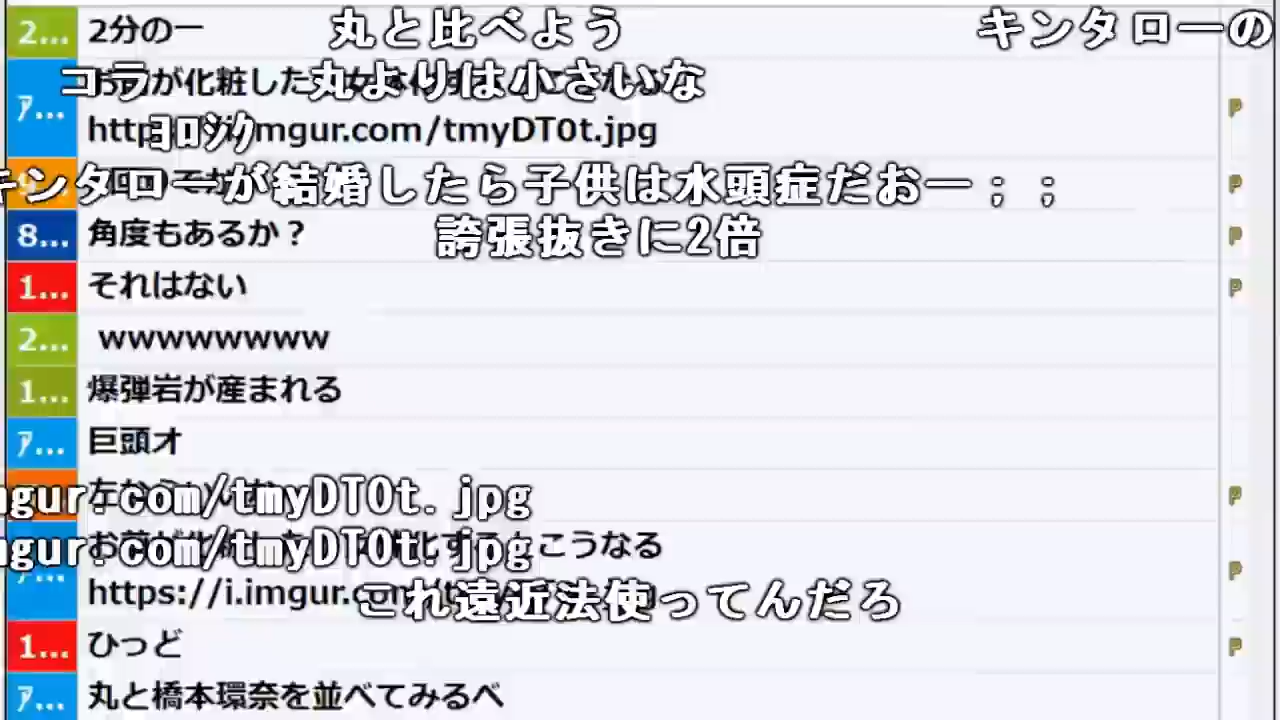 2... 2分の一
丸と比べよう
キンタローの
コラ
丸よりは小さいな
が化粧した
7...
ﾖﾛｼｸ
imgur.com/tmyDT0t.jpg
キンタローが結婚したら子供は水頭症だおー；；
8... 角度もあるか？
誇張抜きに2倍
1... それはない
2... wwwwwwww
1... 爆弾岩が産まれる
7... 巨頭オ
mgur.com/tmyDT0t.jpg
mgur.com/tmyDT0t.jpg
こうなる
7...
https://i.imgur.com
これ遠近法使ってんだろ
1... ひっど
7... 丸と橋本環奈を並べてみるべ
P
P
P
P
P
P
P